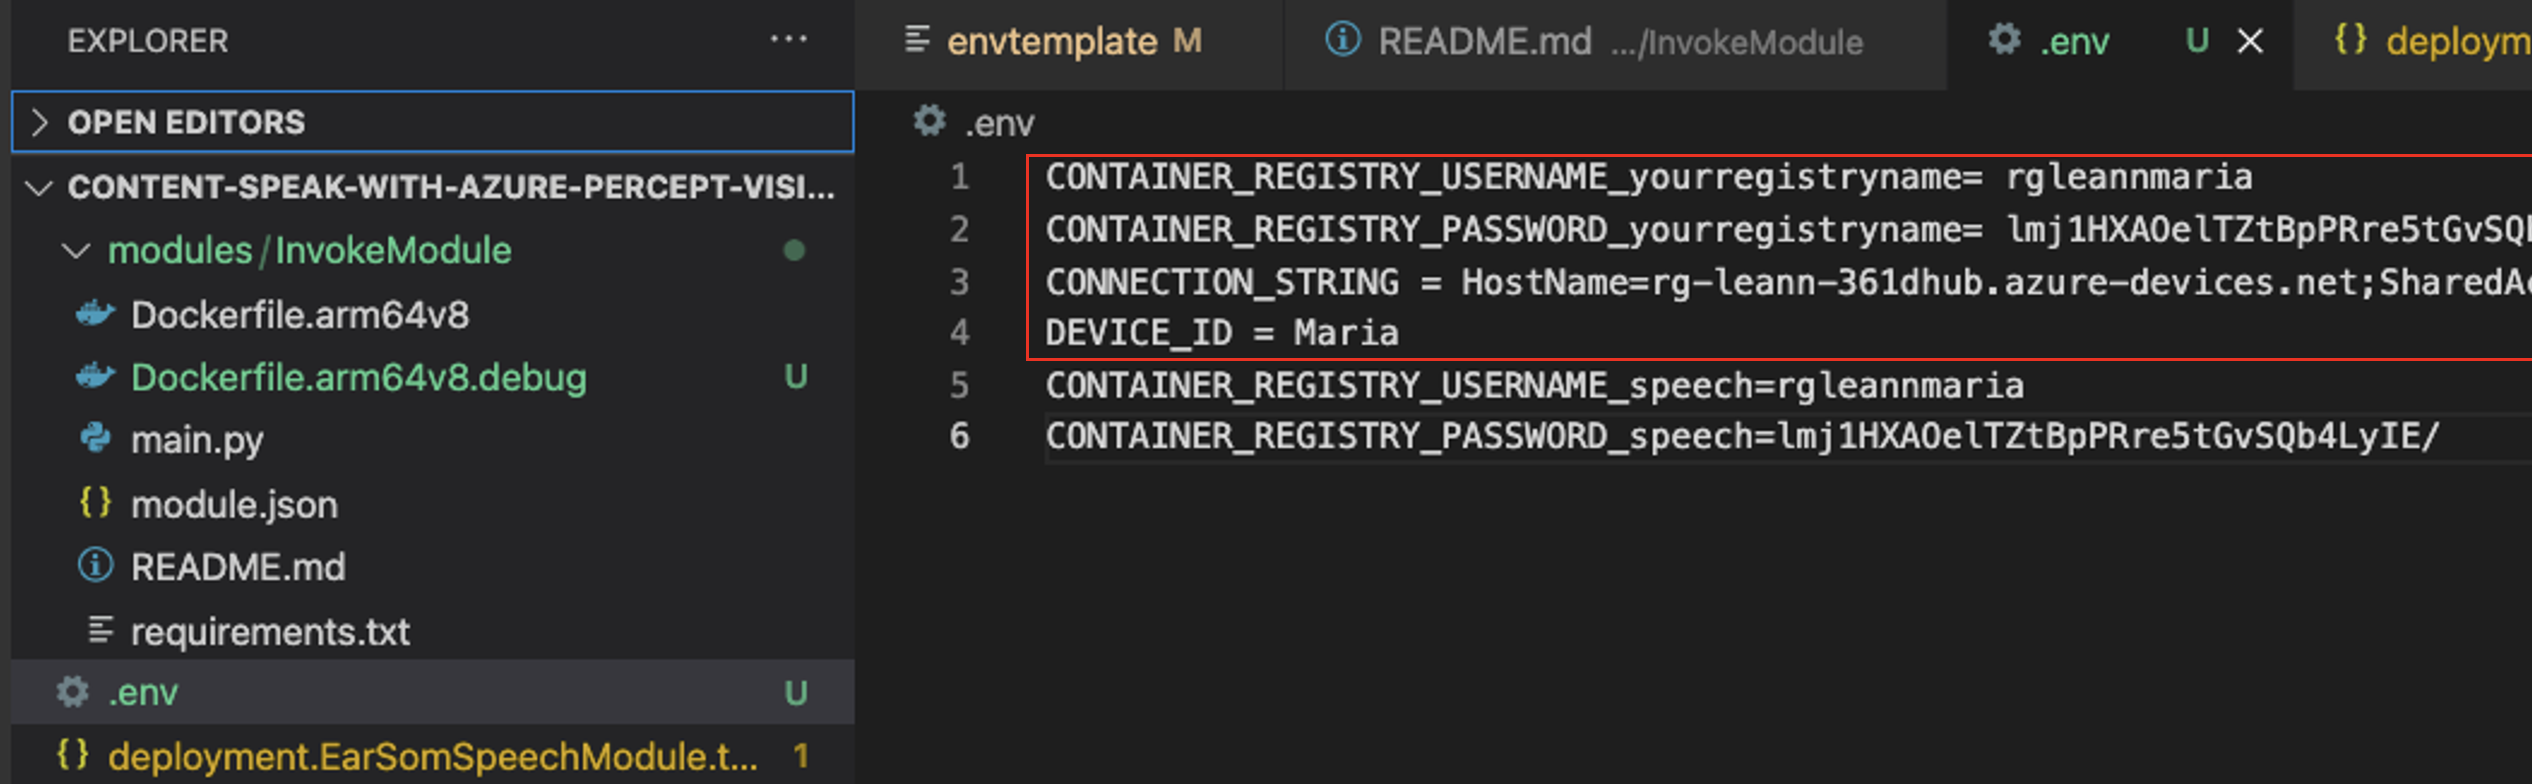 EXPLORER ...
OPEN EDITORS
CONTENT-SPEAK-WITH-AZURE-PERCEPT-VISI...
modules/InvokeModule
Dockerfile.arm64v8
Dockerfile.arm64v8.debug U
main.py
{} module.json
README.md
requirements.txt
.env U
{} deployment.EarSomSpeechModule.t... 1
envtemplate M README.md .../InvokeModule .env U × {} deploym
.env
1 CONTAINER_REGISTRY_USERNAME_yourregistryname= rgleannmaria
2 CONTAINER_REGISTRY_PASSWORD_yourregistryname= lmj1HXAOelTZtBpPRre5tGvSQ
3 CONNECTION_STRING = HostName=rg-leann-361dhub.azure-devices.net;SharedAc
4 DEVICE_ID = Maria
5 CONTAINER_REGISTRY_USERNAME_speech=rgleannmaria
6 CONTAINER_REGISTRY_PASSWORD_speech=lmj1HXAOelTZtBpPRre5tGvSQb4LyIE/